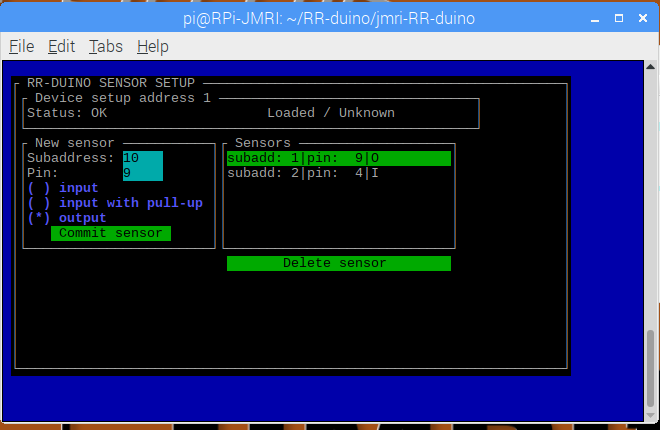 pi@RPi-JMRI: ~/RR-duino/jmri-RR-duino
File Edit Tabs Help
RR-DUINO SENSOR SETUP
Device setup address 1
Status: OK Loaded / Unknown
New sensor
Subaddress: 10
Pin: 9
( ) input
( ) input with pull-up
(*) output
Commit sensor
Sensors
subadd: 1|pin: 9|O
subadd: 2|pin: 4|I
Delete sensor